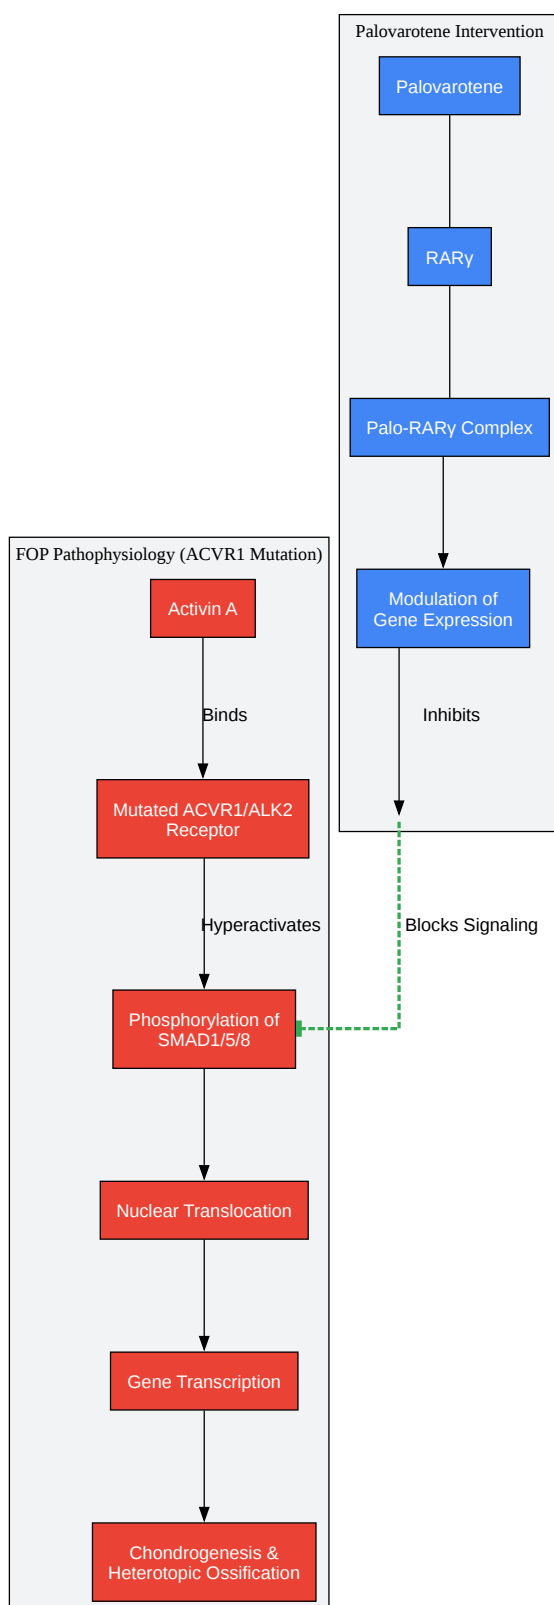 Palovarotene Intervention
Palovarotene
RARγ
Palo-RARγ Complex
Modulation of
Gene Expression
Inhibits
FOP Pathophysiology (ACVR1 Mutation)
Activin A
Binds
Mutated ACVR1/ALK2
Receptor
Hyperactivates
Blocks Signaling
Phosphorylation of
SMAD1/5/8
Nuclear Translocation
Gene Transcription
Chondrogenesis &
Heterotopic Ossification